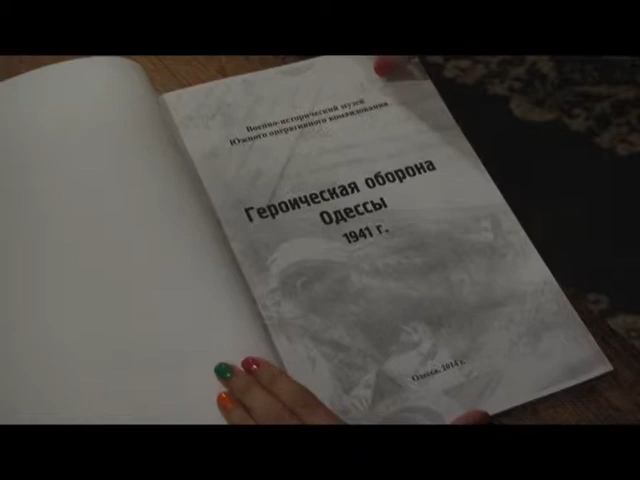 Военно-исторический музей
Южного оперативного командования
Героическая оборона
Одессы
1941 г.
Одесса, 2014 г.